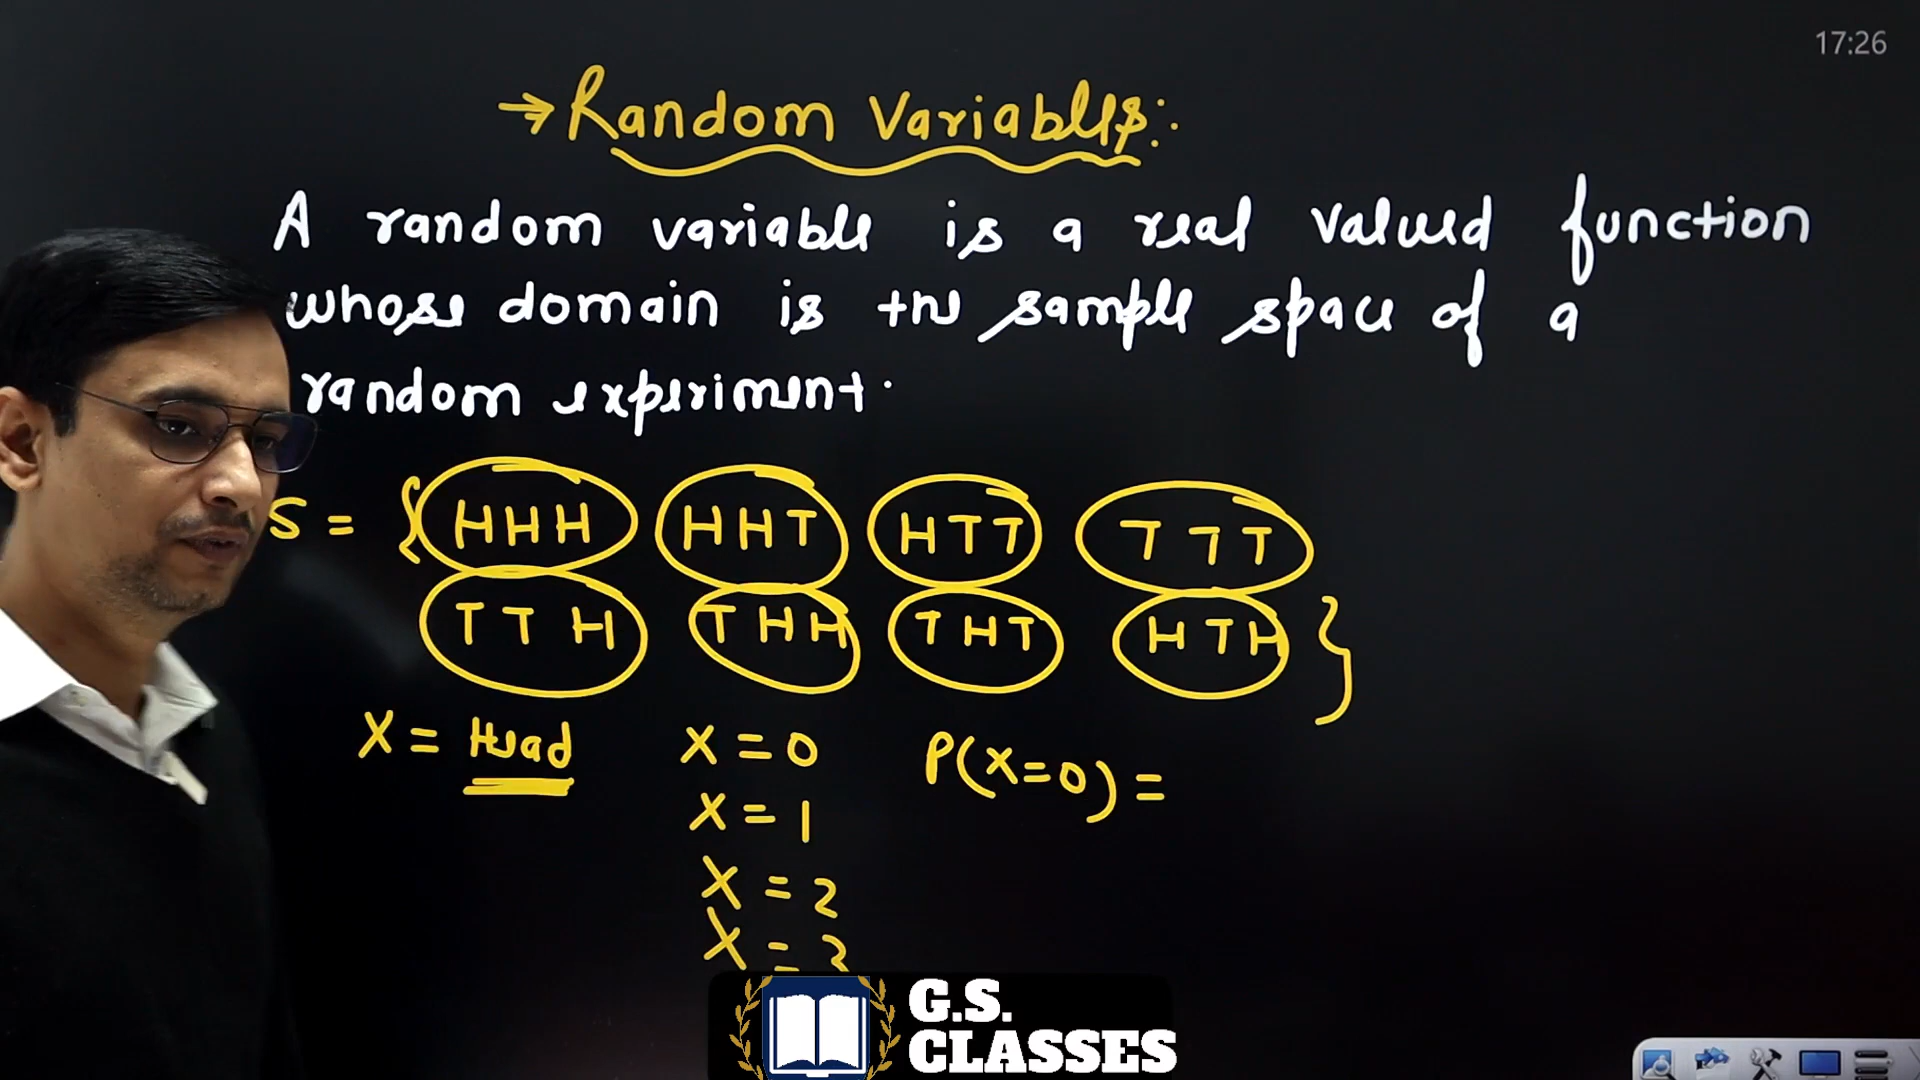 17:26
→ Random Variables:
A random variable is a real valued function
whose domain is the sample space of a
random experiment.
S = { HHH HHT HTT TTT
TTH THH THT HTH }
X = Head X = 0 P(X=0) =
X = 1
X = 2
X = 3
G.S.
CLASSES